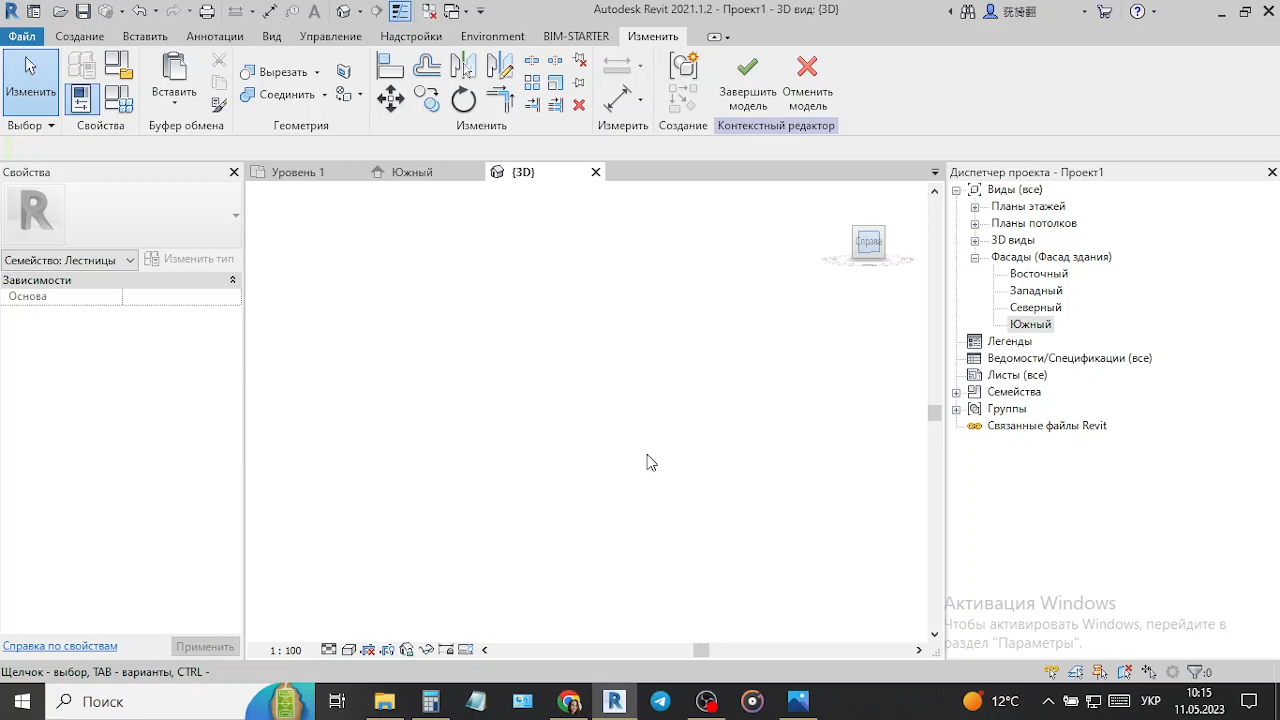 Autodesk Revit 2021.1.2 - Проект1 - 3D вид: {3D}
Файл Создание Вставить Аннотации Вид Управление Надстройки Environment BIM-STARTER Изменить
Изменить
Вставить
Вырезать
Соединить
Завершить модель
Отменить модель
Выбор Свойства Буфер обмена Геометрия Изменить Измерить Создание Контекстный редактор
Свойства
Уровень 1
Южный
{3D}
Диспетчер проекта - Проект1
R
Семейство: Лестницы
Изменить тип
Зависимости
Основа
Справа
Виды (все)
Планы этажей
Планы потолков
3D виды
Фасады (Фасад здания)
Восточный
Западный
Северный
Южный
Легенды
Ведомости/Спецификации (все)
Листы (все)
Семейства
Группы
Связанные файлы Revit
Активация Windows
Чтобы активировать Windows, перейдите в
раздел "Параметры".
Справка по свойствам
Применить
1 : 100
Щелчок - выбор, TAB - варианты, CTRL -
:0
Поиск
12°C
УКР
10:15
11.05.2023